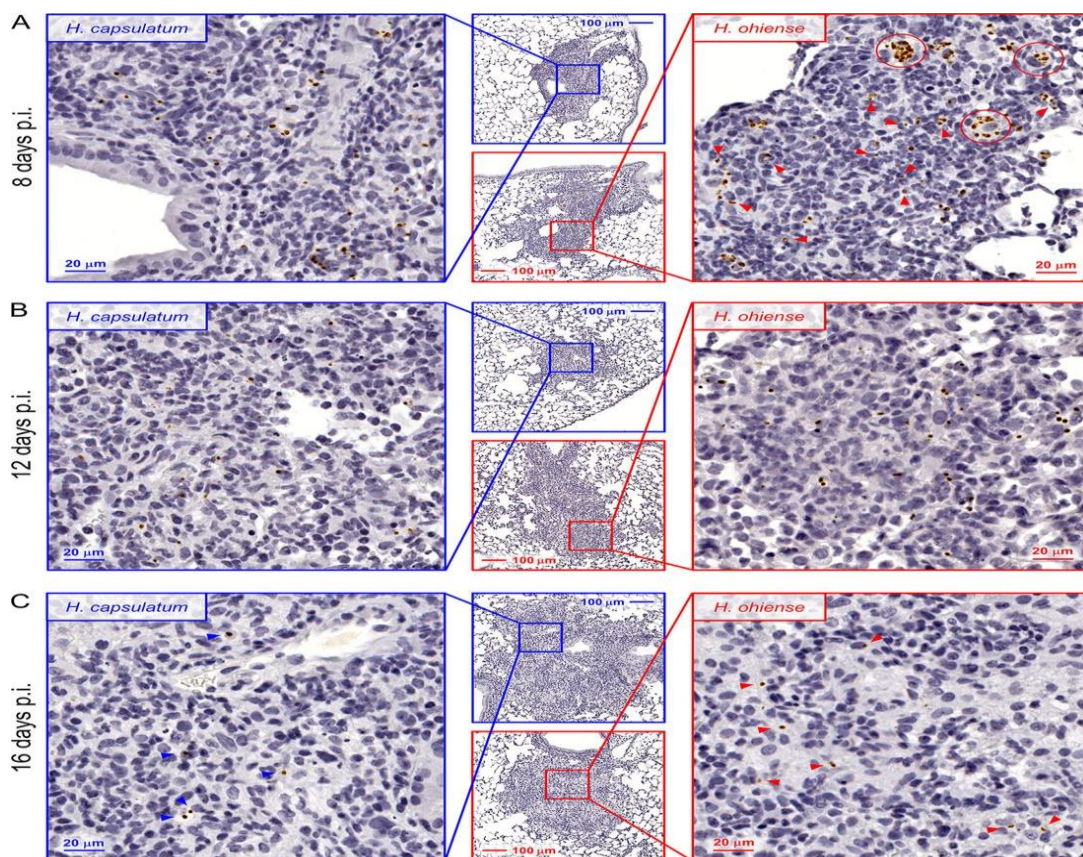 A
8 days p.i.
H. capsulatum
20 μm
100 μm
100 μm
H. ohiense
20 μm
B
12 days p.i.
H. capsulatum
20 μm
100 μm
100 μm
H. ohiense
20 μm
C
16 days p.i.
H. capsulatum
20 μm
100 μm
100 μm
H. ohiense
20 μm